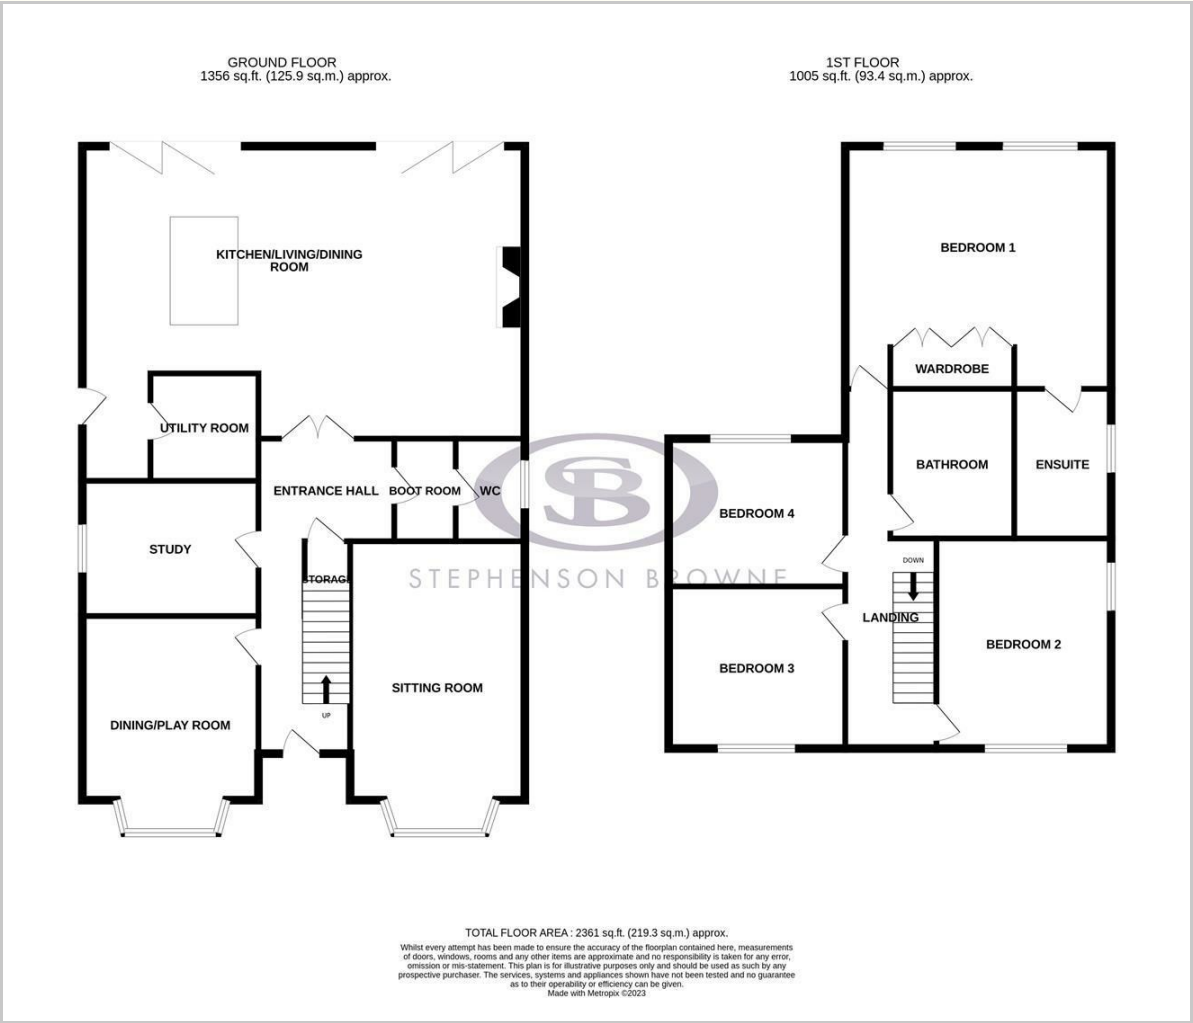 GROUND FLOOR
1356 sq.ft. (125.9 sq.m.) approx.
1ST FLOOR
1005 sq.ft. (93.4 sq.m.) approx.
KITCHEN/LIVING/DINING
ROOM
UTILITY ROOM
ENTRANCE HALL
BOOT ROOM
WC
STUDY
STORAGE
SITTING ROOM
UP
DINING/PLAY ROOM
BEDROOM 1
WARDROBE
BATHROOM
ENSUITE
BEDROOM 4
DOWN
LANDING
BEDROOM 2
BEDROOM 3
SB
STEPHENSON BROWNE
TOTAL FLOOR AREA : 2361 sq.ft. (219.3 sq.m.) approx.
Whilst every attempt has been made to ensure the accuracy of the floorplan contained here, measurements
of doors, windows, rooms and any other items are approximate and no responsibility is taken for any error,
omission or mis-statement. This plan is for illustrative purposes only and should be used as such by any
prospective purchaser. The services, systems and appliances shown have not been tested and no guarantee
as to their operability or efficiency can be given.
Made with Metropix ©2023